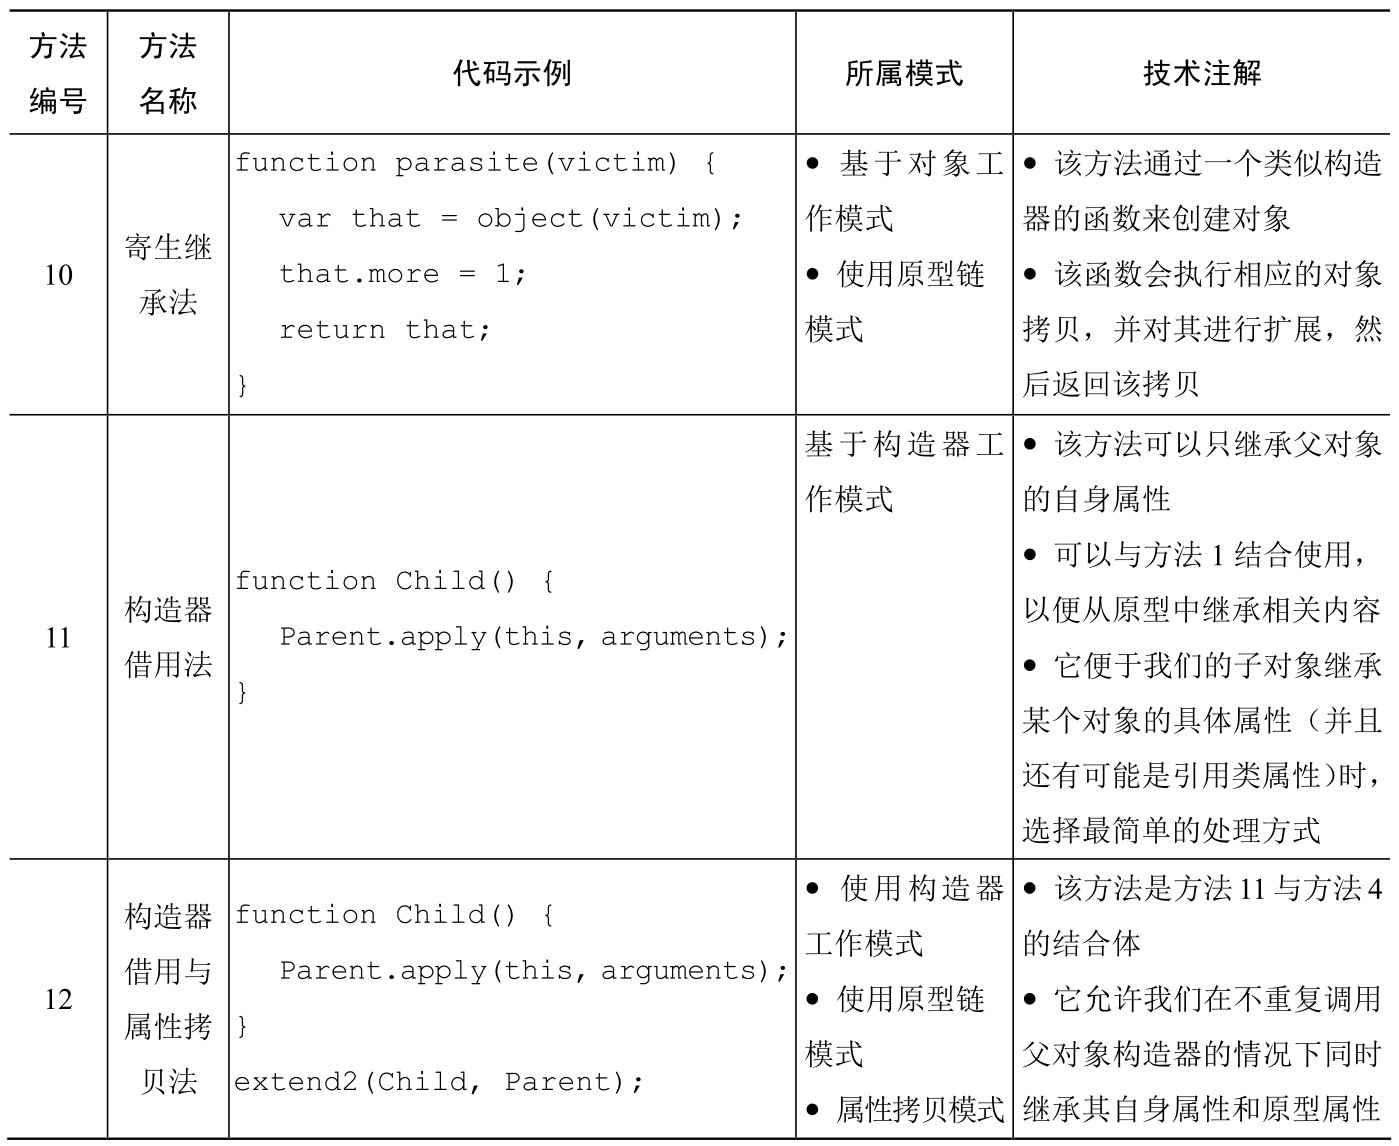 方法
编号
方法
名称
代码示例
所属模式
技术注解
10
寄生继
承法
function parasite(victim) {
var that = object(victim);
that.more = 1;
return that;
}
• 基于对象工
作模式
• 使用原型链
模式
• 该方法通过一个类似构造
器的函数来创建对象
• 该函数会执行相应的对象
拷贝，并对其进行扩展，然
后返回该拷贝
11
构造器
借用法
function Child() {
Parent.apply(this, arguments);
}
基于构造器工
作模式
• 该方法可以只继承父对象
的自身属性
• 可以与方法 1 结合使用，
以便从原型中继承相关内容
• 它便于我们的子对象继承
某个对象的具体属性（并且
还有可能是引用类属性）时，
选择最简单的处理方式
12
构造器
借用与
属性拷
贝法
function Child() {
Parent.apply(this, arguments);
}
extend2(Child, Parent);
• 使用构造器
工作模式
• 使用原型链
模式
• 属性拷贝模式
• 该方法是方法 11 与方法 4
的结合体
• 它允许我们在不重复调用
父对象构造器的情况下同时
继承其自身属性和原型属性